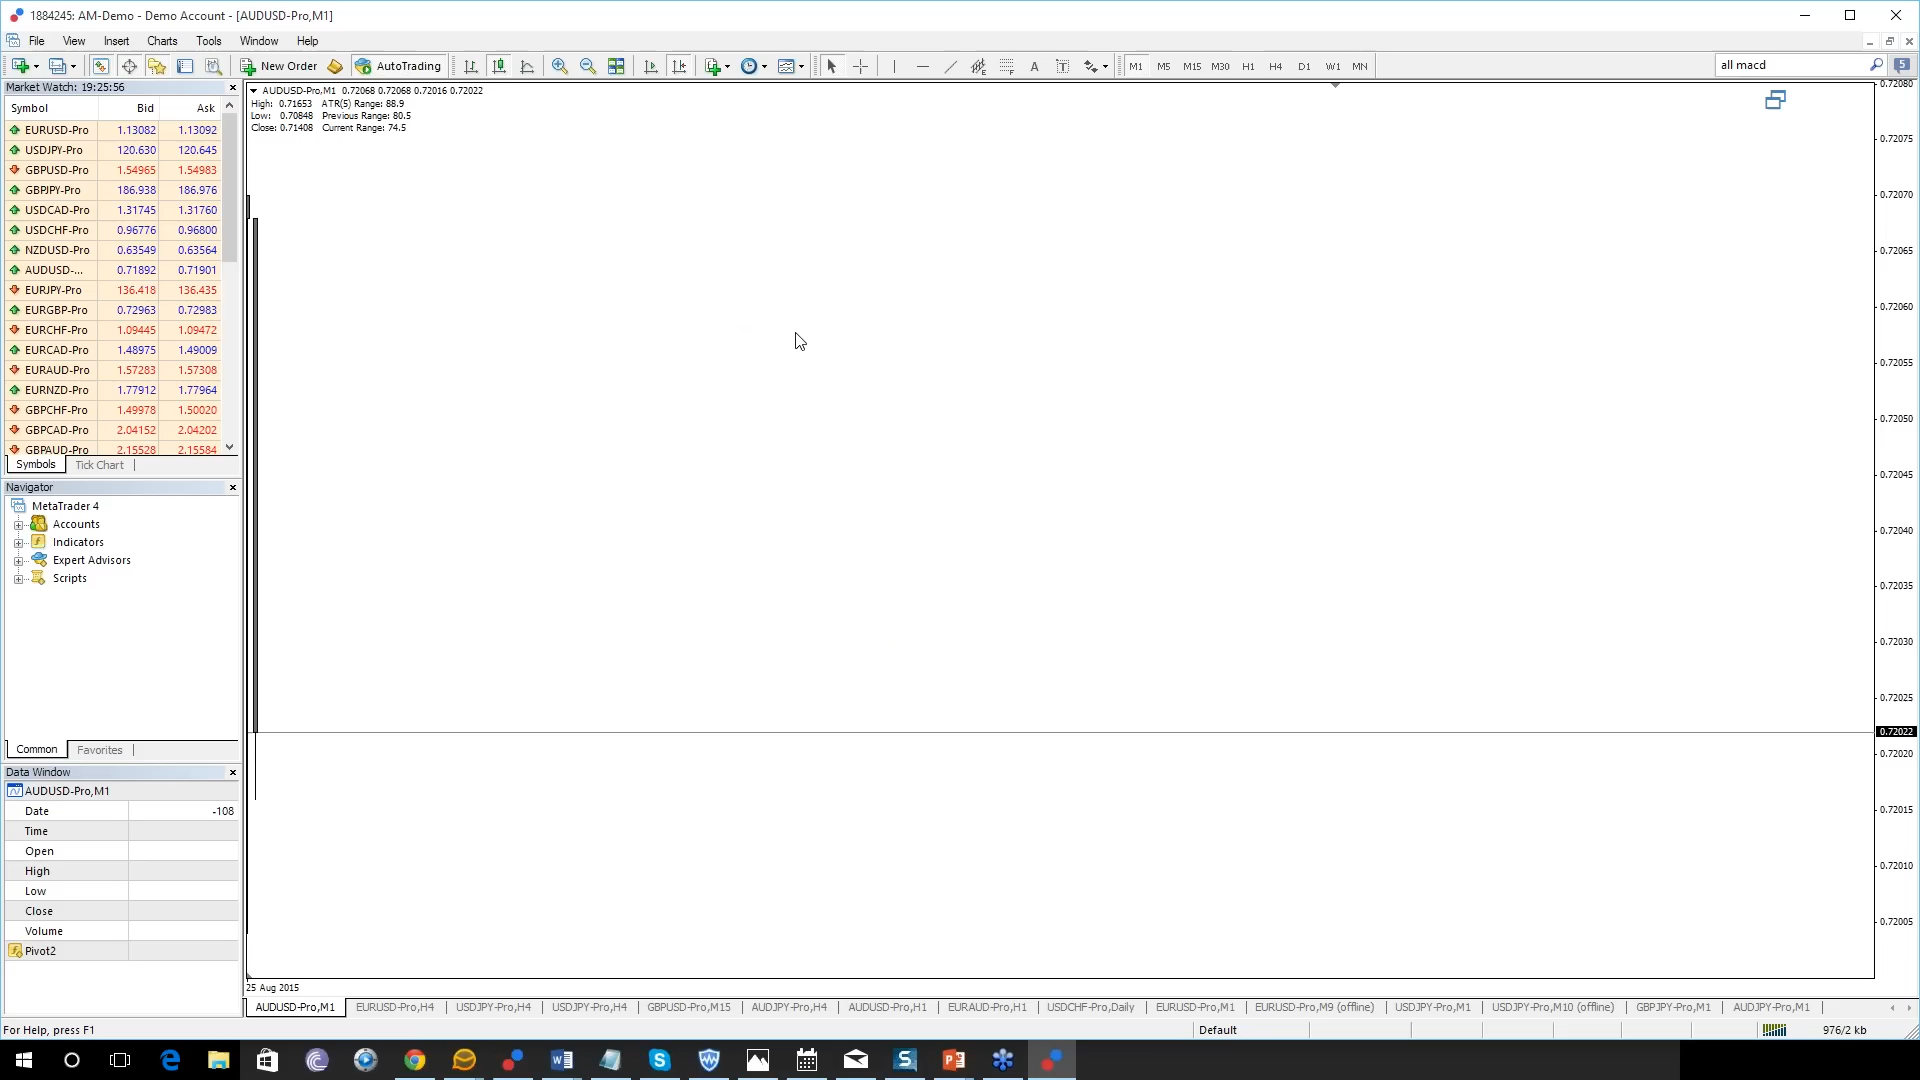 1884245: AM-Demo - Demo Account - [AUDUSD-Pro,M1]
File View Insert Charts Tools Window Help
New Order AutoTrading A T M1 M5 M15 M30 H1 H4 D1 W1 MN all macd 5
Market Watch: 19:25:56
Symbol Bid Ask
EURUSD-Pro 1.13082 1.13092
USDJPY-Pro 120.630 120.645
GBPUSD-Pro 1.54965 1.54983
GBPJPY-Pro 186.938 186.976
USDCAD-Pro 1.31745 1.31760
USDCHF-Pro 0.96776 0.96800
NZDUSD-Pro 0.63549 0.63564
AUDUSD-... 0.71892 0.71901
EURJPY-Pro 136.418 136.435
EURGBP-Pro 0.72963 0.72983
EURCHF-Pro 1.09445 1.09472
EURCAD-Pro 1.48975 1.49009
EURAUD-Pro 1.57283 1.57308
EURNZD-Pro 1.77912 1.77964
GBPCHF-Pro 1.49978 1.50020
GBPCAD-Pro 2.04152 2.04202
GBPAUD-Pro 2.15528 2.15584
Symbols Tick Chart
Navigator
MetaTrader 4
Accounts
Indicators
Expert Advisors
Scripts
Common Favorites
Data Window
AUDUSD-Pro,M1
Date -108
Time
Open
High
Low
Close
Volume
Pivot2
AUDUSD-Pro,M1 0.72068 0.72068 0.72016 0.72022
High: 0.71653 ATR(5) Range: 88.9
Low: 0.70848 Previous Range: 80.5
Close: 0.71408 Current Range: 74.5
0.72080
0.72075
0.72070
0.72065
0.72060
0.72055
0.72050
0.72045
0.72040
0.72035
0.72030
0.72025
0.72022
0.72020
0.72015
0.72010
0.72005
25 Aug 2015
AUDUSD-Pro,M1 EURUSD-Pro,H4 USDJPY-Pro,H4 USDJPY-Pro,H4 GBPUSD-Pro,M15 AUDJPY-Pro,H4 AUDUSD-Pro,H1 EURAUD-Pro,H1 USDCHF-Pro,Daily EURUSD-Pro,M1 EURUSD-Pro,M9 (offline) USDJPY-Pro,M1 USDJPY-Pro,M10 (offline) GBPJPY-Pro,M1 AUDJPY-Pro,M1
For Help, press F1 Default 976/2 kb